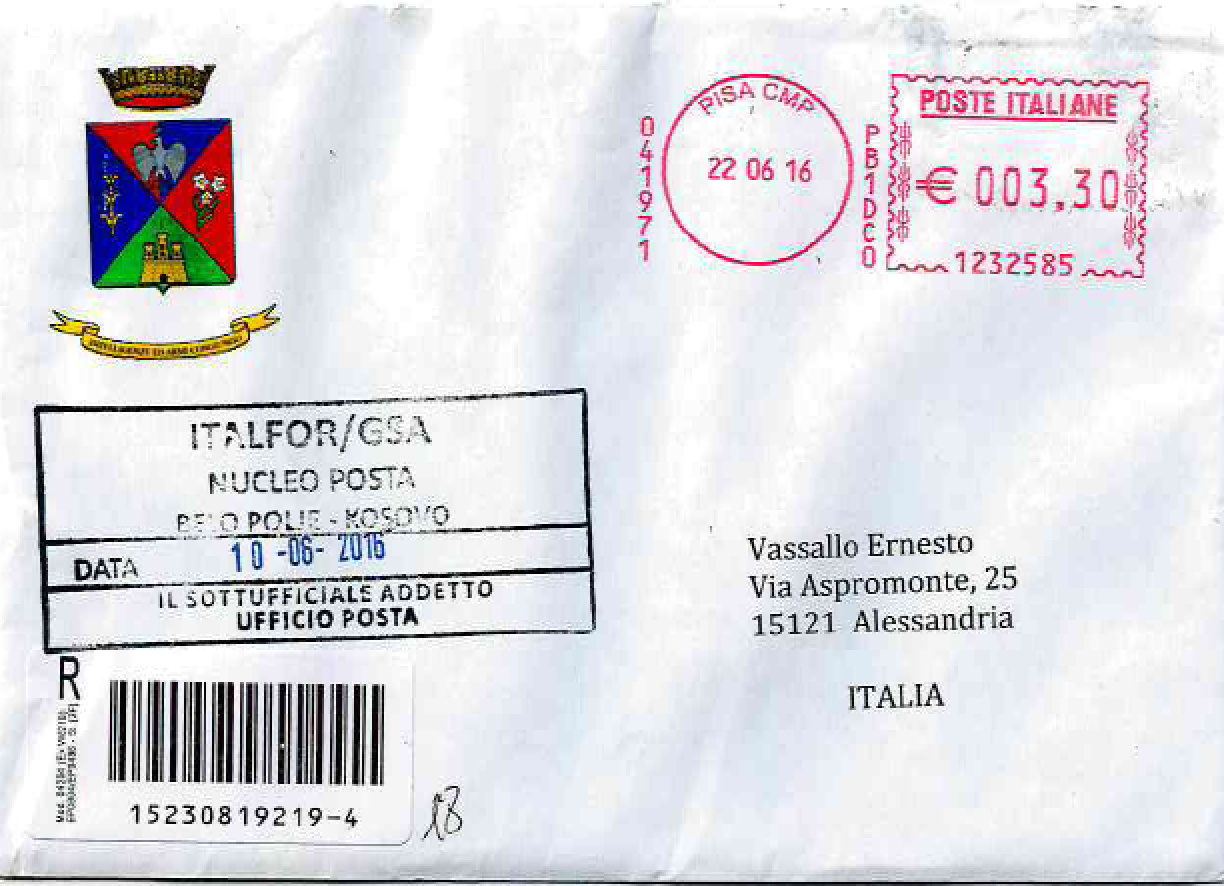 PISA CMP
22 06 16
041971
PB1DC0
POSTE ITALIANE
€ 003,30
1232585
ITALFOR/GSA
NUCLEO POSTA
BELO POLJE - KOSOVO
DATA 10 -06- 2016
IL SOTTUFFICIALE ADDETTO
UFFICIO POSTA
Vassallo Ernesto
Via Aspromonte, 25
15121 Alessandria
ITALIA
R
15230819219-4
18